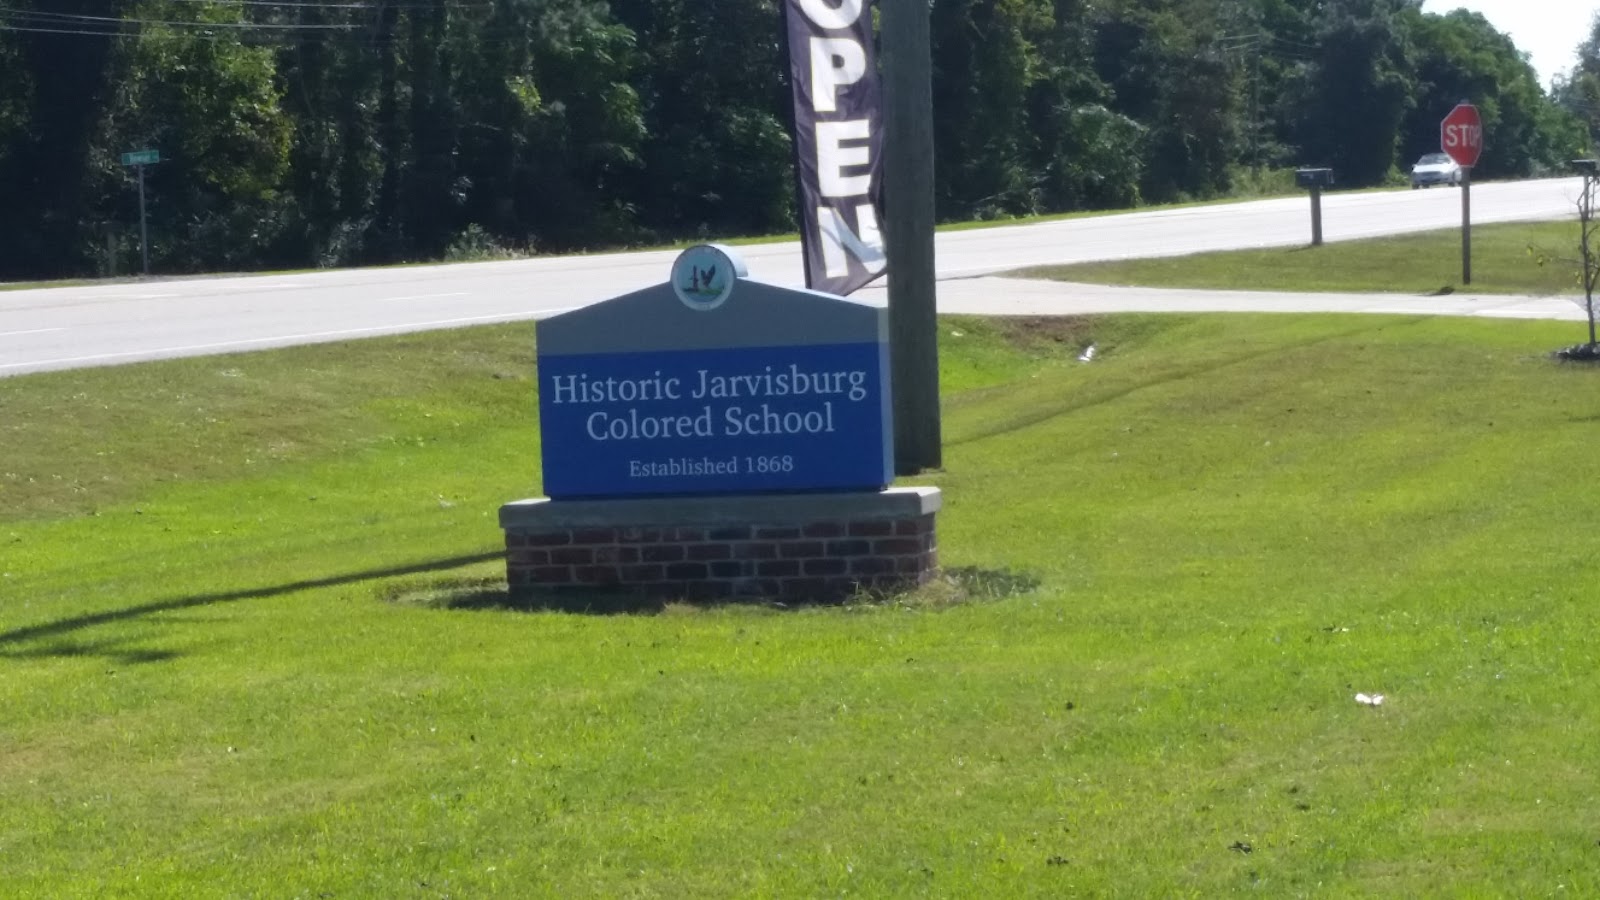 OPEN
STOP
Historic Jarvisburg
Colored School
Established 1868